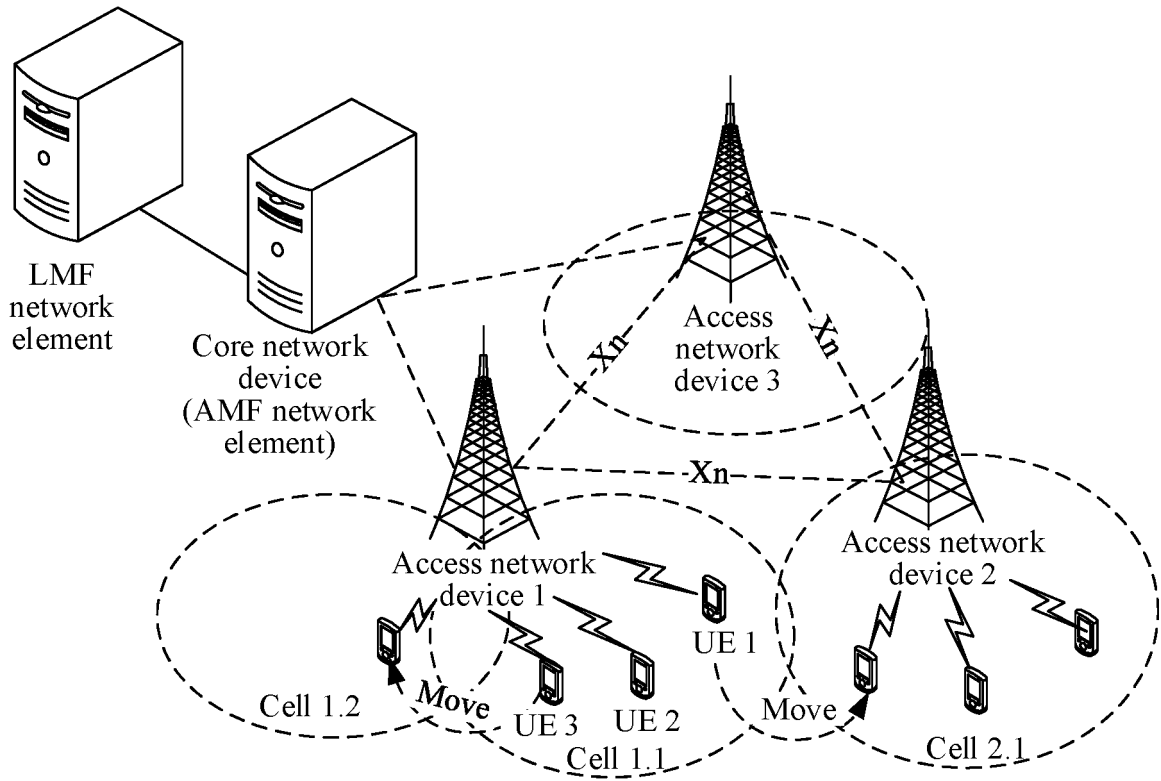 LMF
network
element
Core network
device
(AMF network
element)
Access
network
device 3
Xn
Xn
Xn
Access network
device 1
Access network
device 2
UE 1
UE 3
UE 2
Move
Move
Cell 1.2
Cell 1.1
Cell 2.1